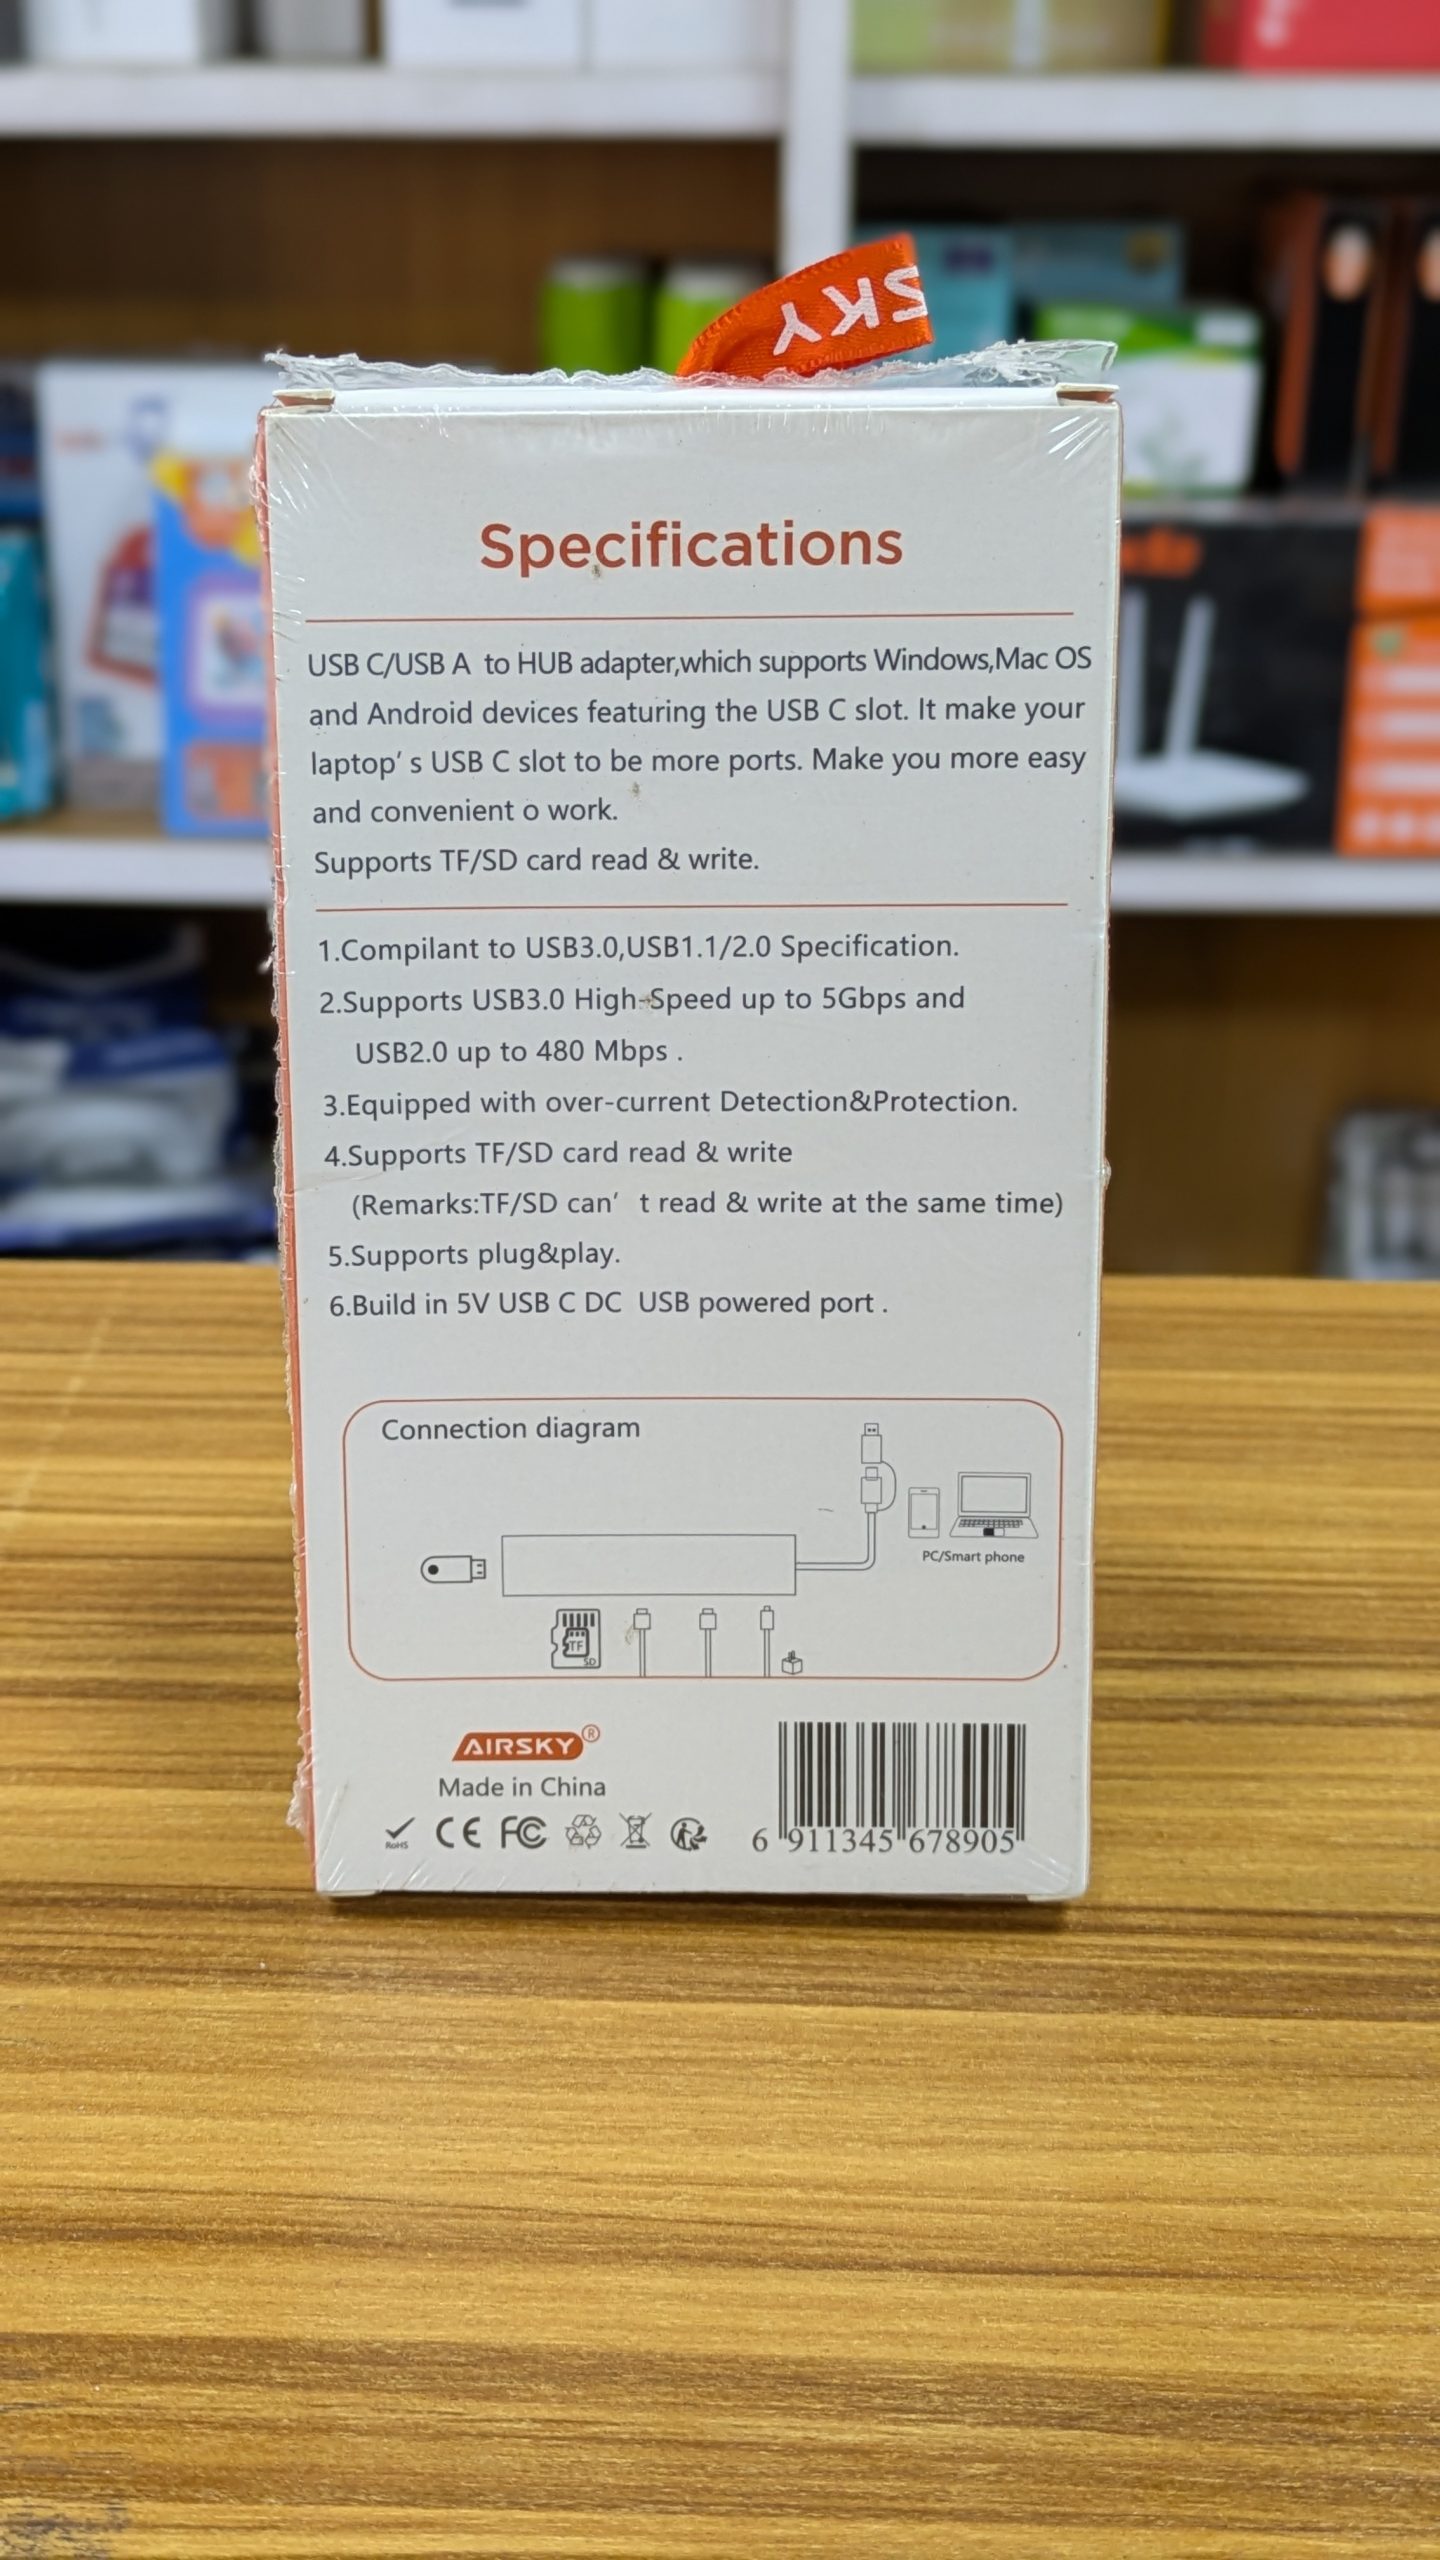 SKY
Specifications
USB C/USB A to HUB adapter,which supports Windows,Mac OS
and Android devices featuring the USB C slot. It make your
laptop's USB C slot to be more ports. Make you more easy
and convenient o work.
Supports TF/SD card read & write.
1.Compilant to USB3.0,USB1.1/2.0 Specification.
2.Supports USB3.0 High-Speed up to 5Gbps and
USB2.0 up to 480 Mbps .
3.Equipped with over-current Detection&Protection.
4.Supports TF/SD card read & write
(Remarks:TF/SD can't read & write at the same time)
5.Supports plug&play.
6.Build in 5V USB C DC USB powered port .
Connection diagram
PC/Smart phone
TF
SD
AIRSKY®
Made in China
RoHS CE FC
6 911345 678905